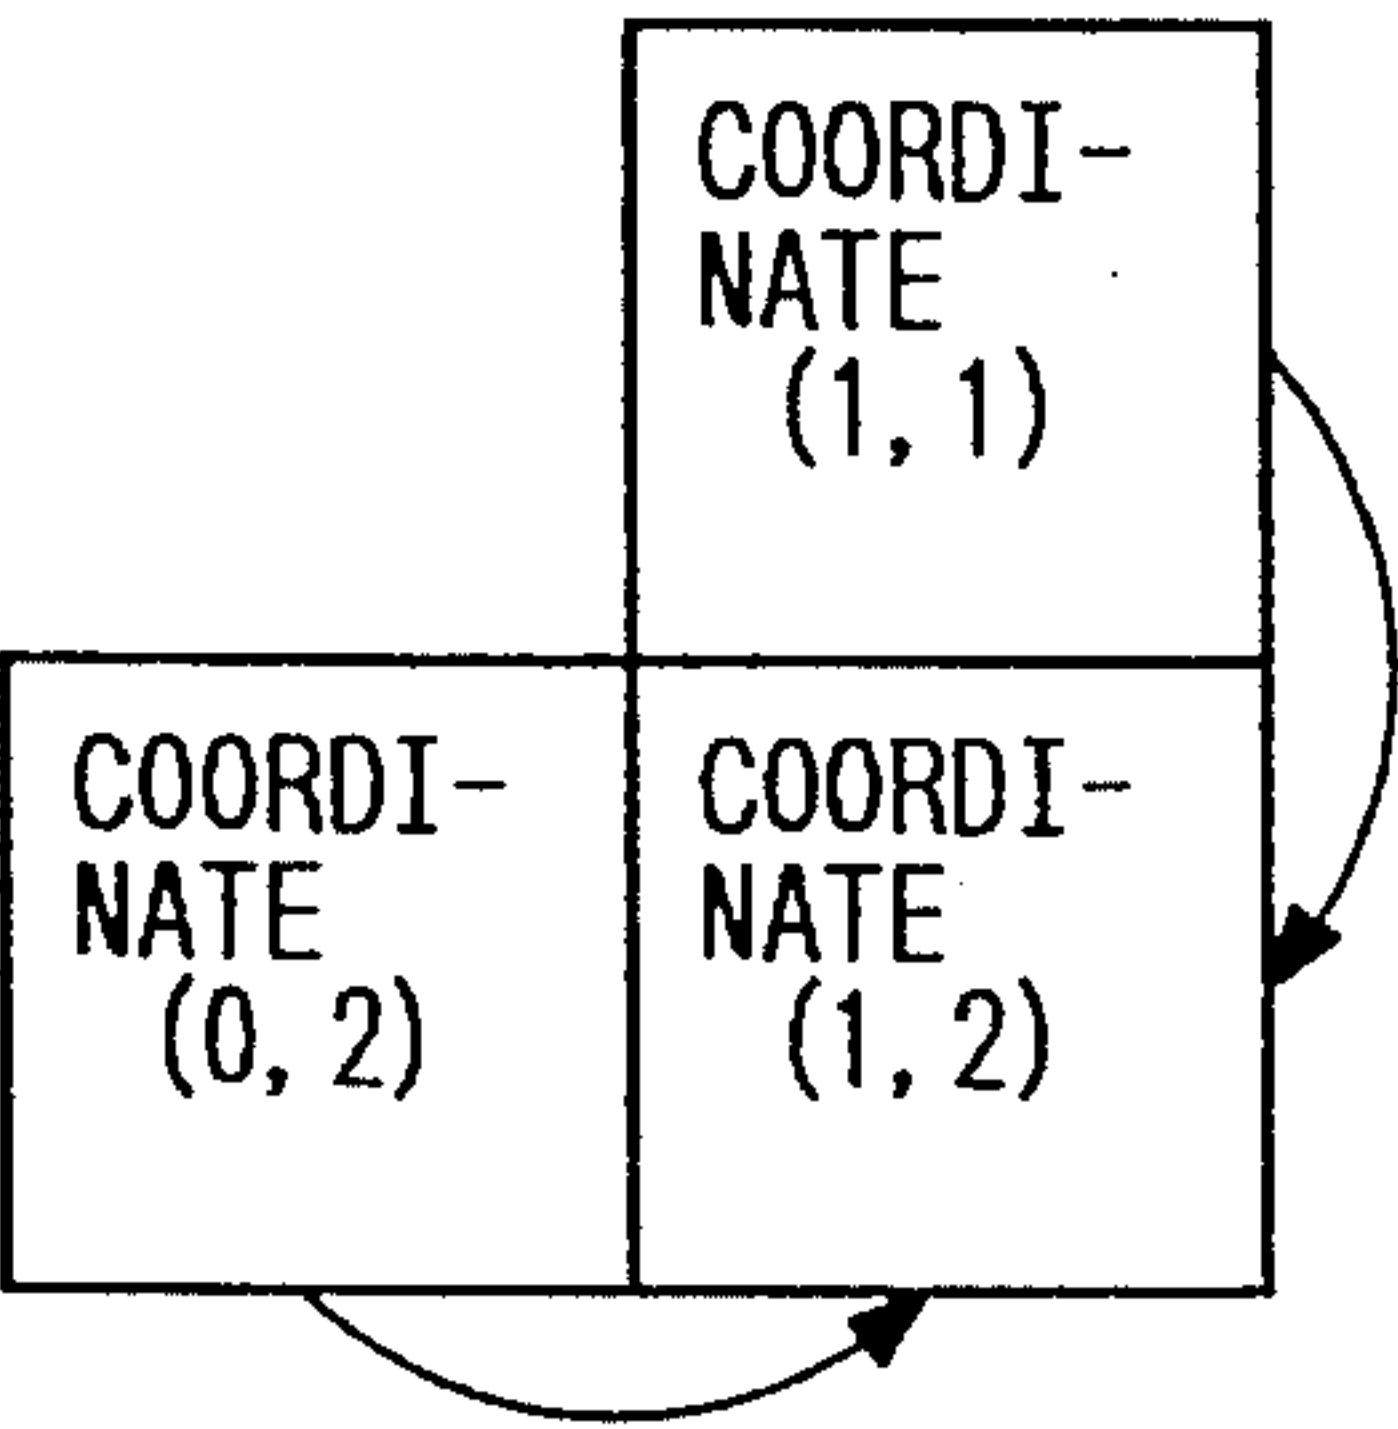 COORDI-
NATE
(1, 1)
COORDI-
NATE
(0, 2)
COORDI-
NATE
(1, 2)